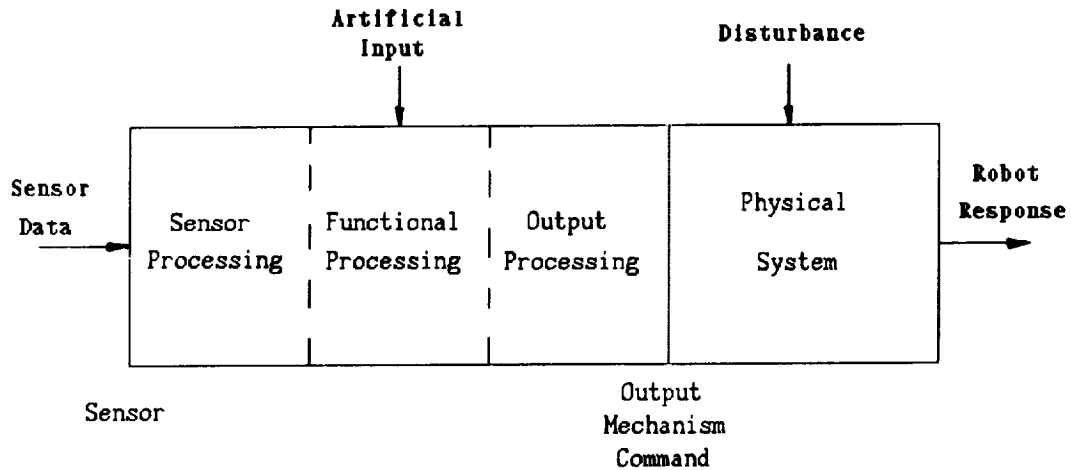 Artificial
Input
Disturbance
Sensor
Data
Sensor
Processing
Functional
Processing
Output
Processing
Physical
System
Robot
Response
Sensor
Output
Mechanism
Command